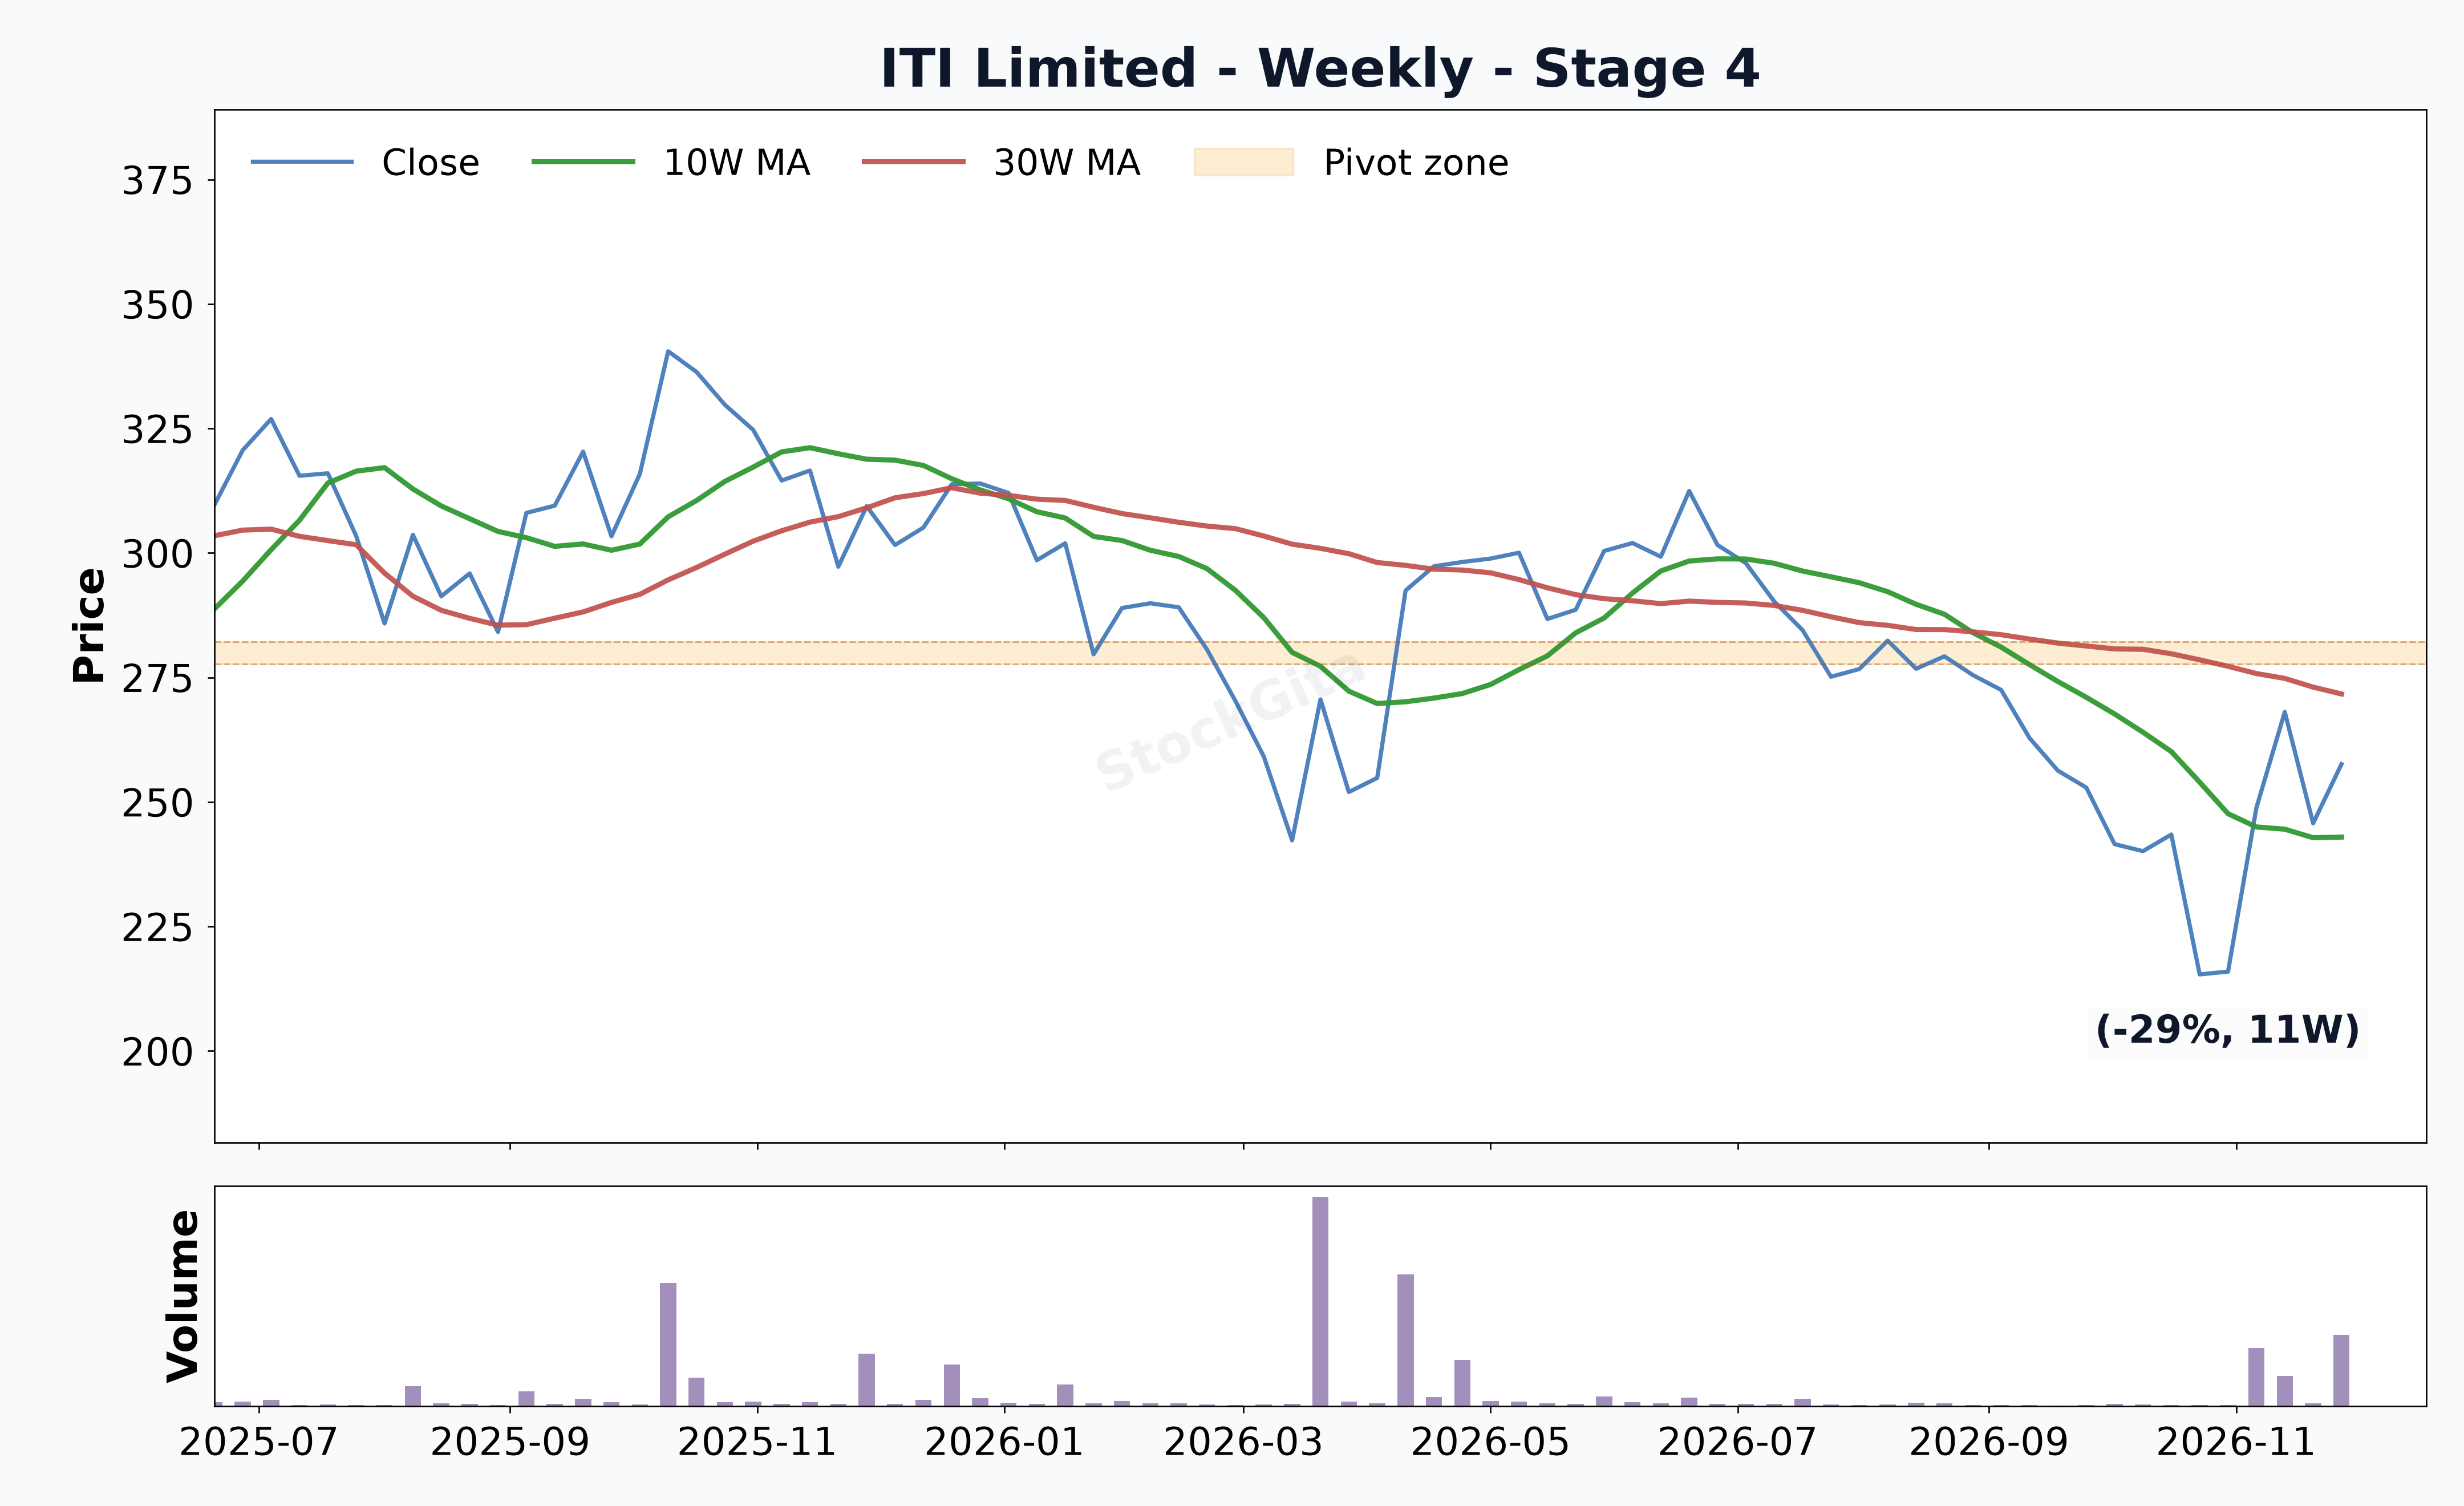 ITI Limited - Weekly - Stage 4
Close 10W MA 30W MA Pivot zone
375
350
325
300
275
250
225
200
Price
StockGita
(-29%, 11W)
Volume
2025-07 2025-09 2025-11 2026-01 2026-03 2026-05 2026-07 2026-09 2026-11